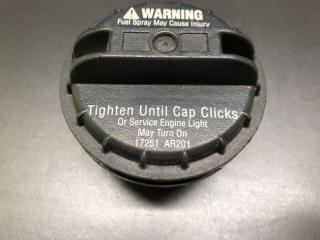 WARNING
Fuel Spray May Cause Injury
Tighten Until Cap Clicks
Or Service Engine Light
May Turn On
17251 AR201